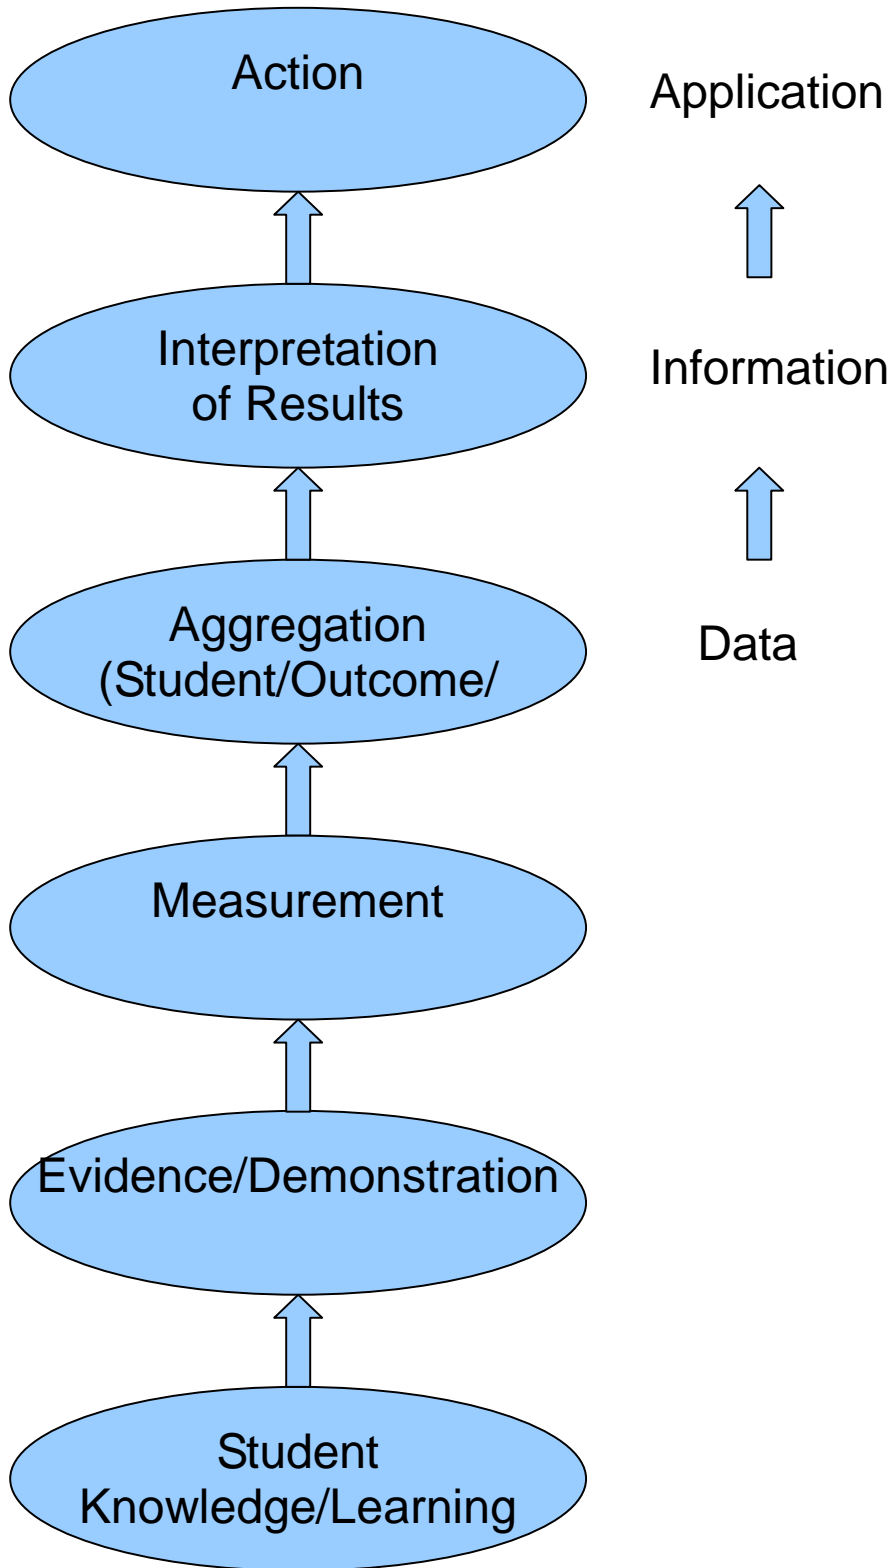 Action
Application
Interpretation
of Results
Information
Aggregation
(Student/Outcome/
Data
Measurement
Evidence/Demonstration
Student
Knowledge/Learning